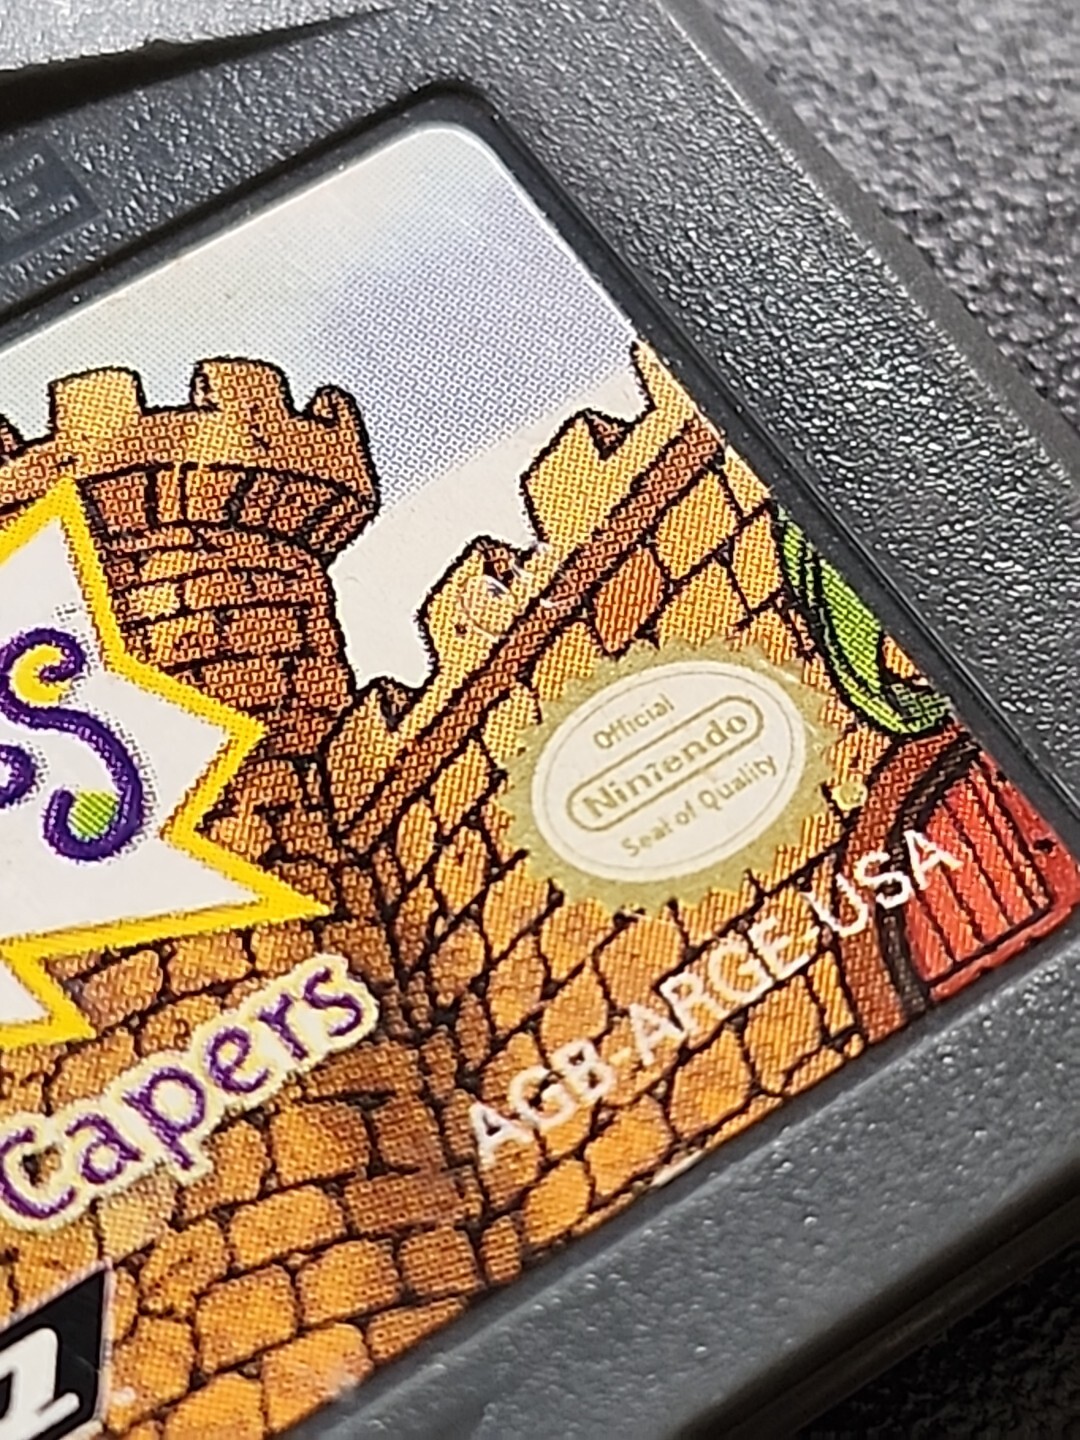 Official
Nintendo
Seal of Quality
Capers
AGB-ARGE-USA